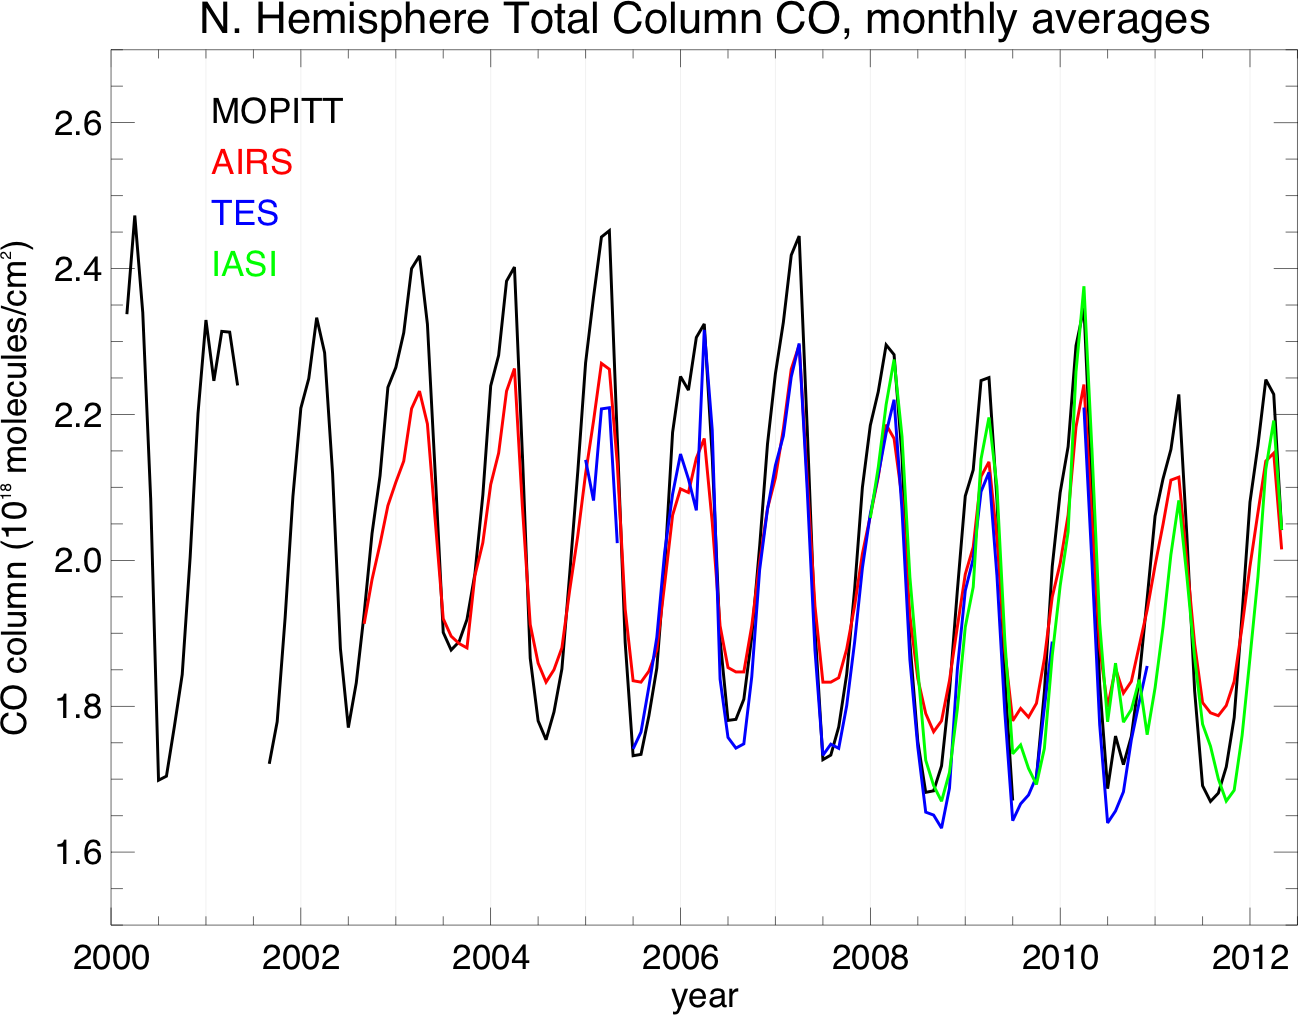 N. Hemisphere Total Column CO, monthly averages
MOPITT
AIRS
TES
IASI
2.6
2.4
2.2
2.0
1.8
1.6
CO column (10¹⁸ molecules/cm²)
2000 2002 2004 2006 2008 2010 2012
year